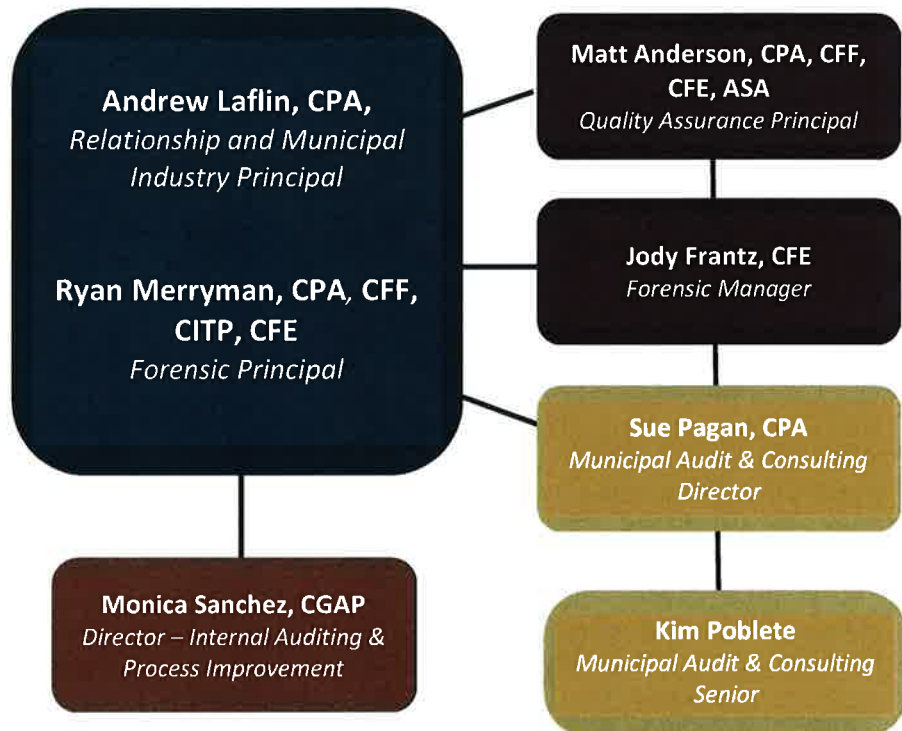 Andrew Laflin, CPA,
Relationship and Municipal
Industry Principal
Ryan Merryman, CPA, CFF,
CITP, CFE
Forensic Principal
Matt Anderson, CPA, CFF,
CFE, ASA
Quality Assurance Principal
Jody Frantz, CFE
Forensic Manager
Sue Pagan, CPA
Municipal Audit & Consulting
Director
Monica Sanchez, CGAP
Director – Internal Auditing &
Process Improvement
Kim Poblete
Municipal Audit & Consulting
Senior